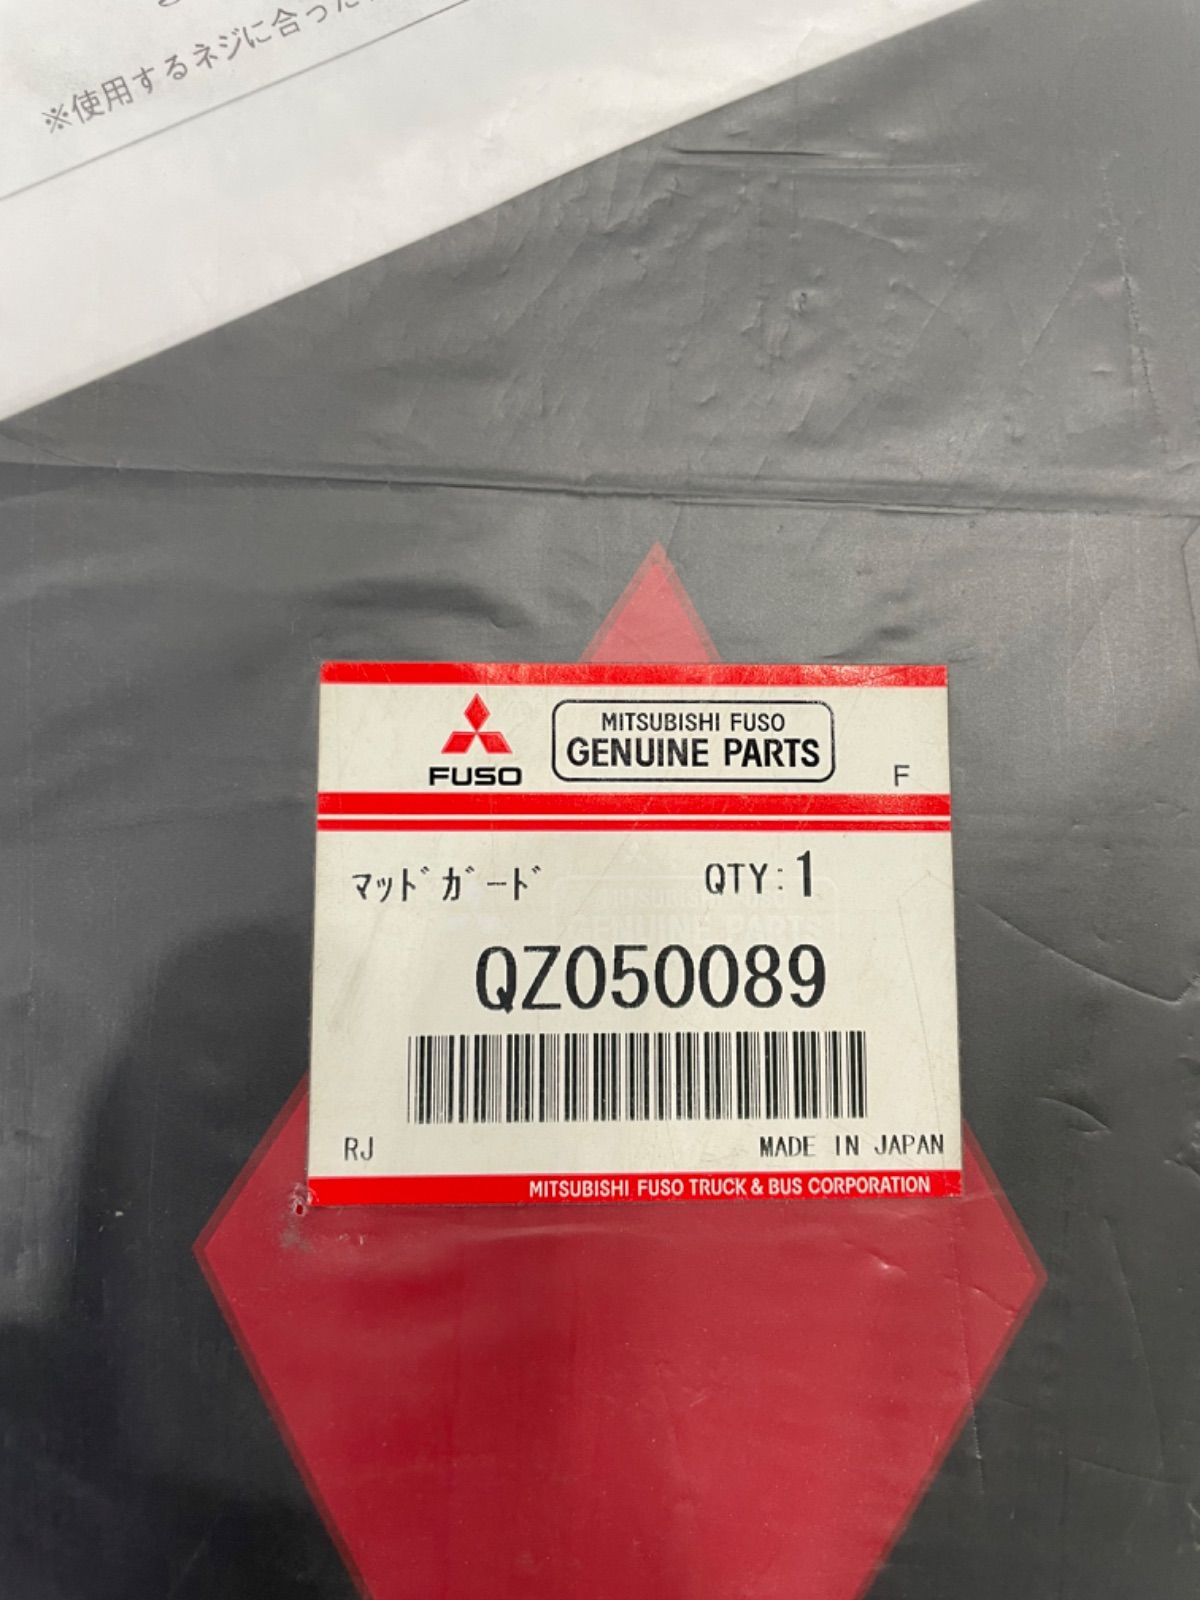 ※使用するネジに合った
FUSO
MITSUBISHI FUSO
GENUINE PARTS
F
ﾏｯﾄﾞｶﾞｰﾄﾞ
QTY:1
QZ050089
RJ
MADE IN JAPAN
MITSUBISHI FUSO TRUCK & BUS CORPORATION